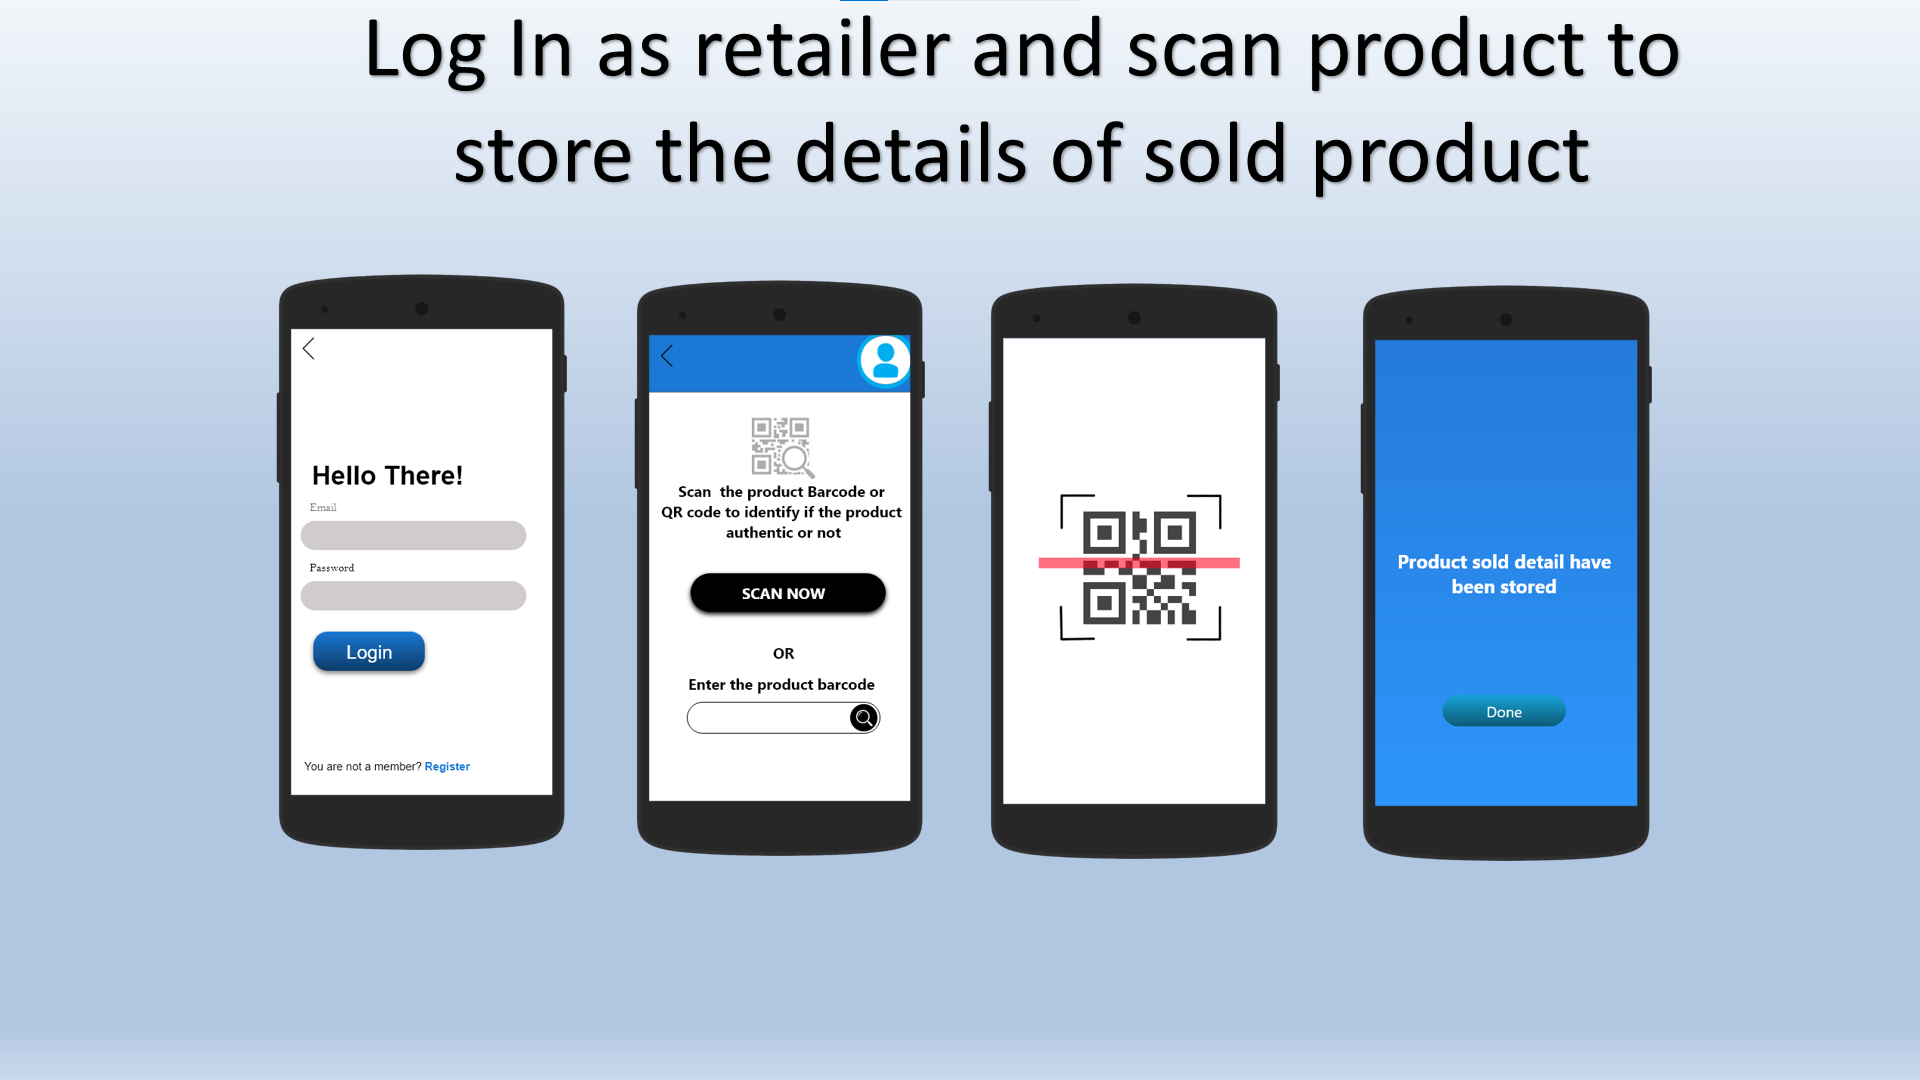 Log In as retailer and scan product to
store the details of sold product
Hello There!
Email
Password
Login
You are not a member? Register
Scan  the product Barcode or
QR code to identify if the product
authentic or not
SCAN NOW
OR
Enter the product barcode
Product sold detail have
been stored
Done